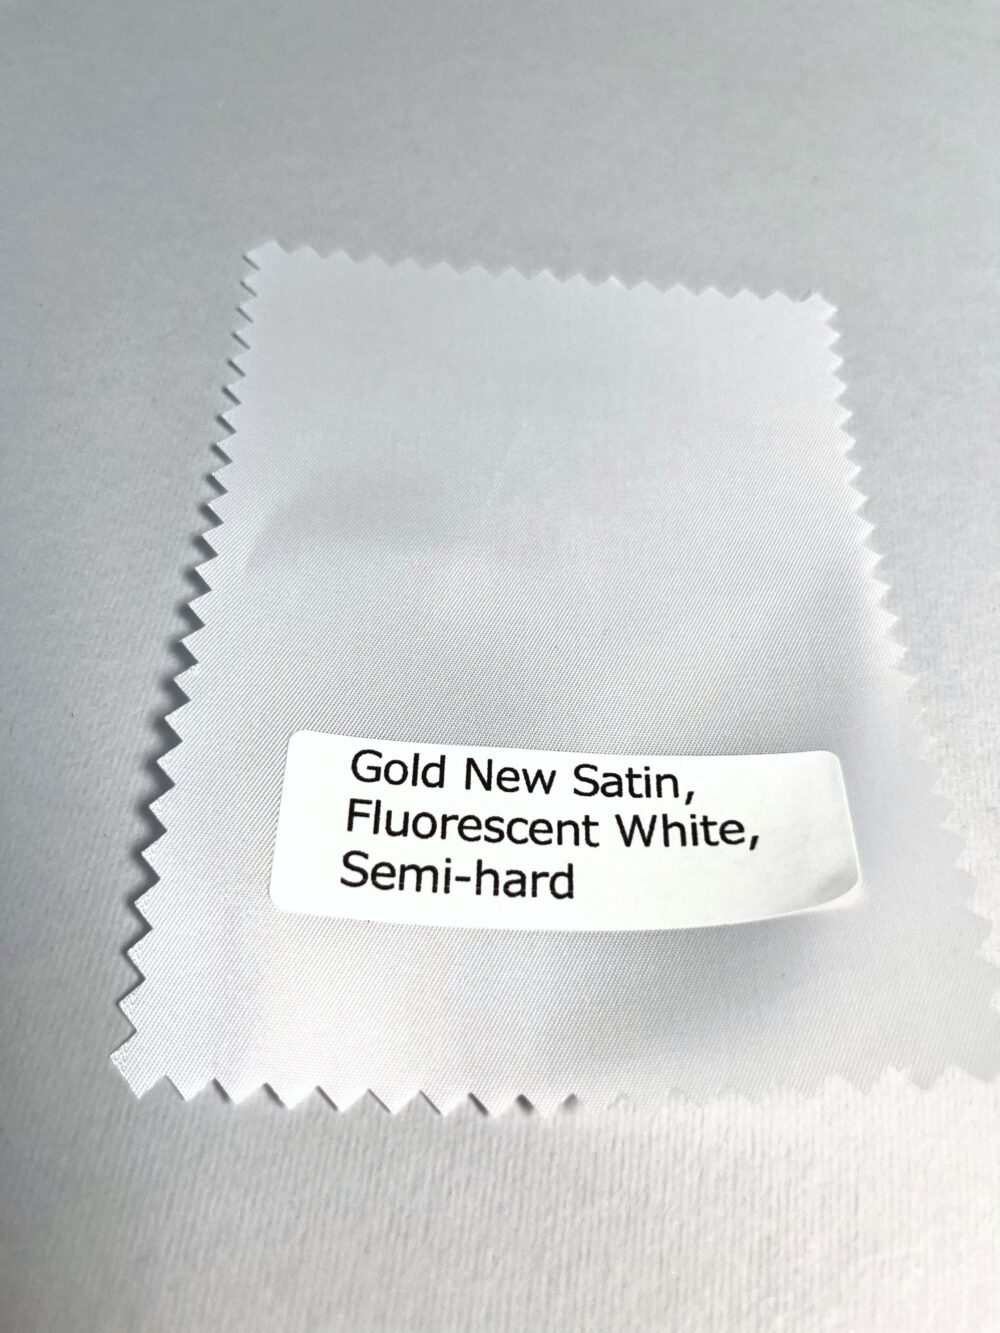 Gold New Satin,
Fluorescent White,
Semi-hard